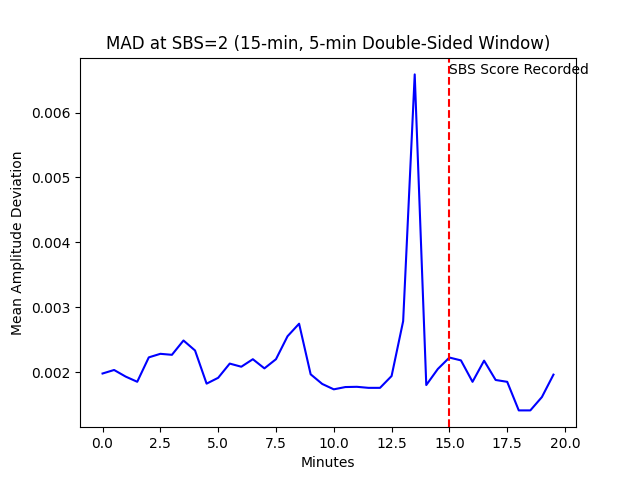 MAD at SBS=2 (15-min, 5-min Double-Sided Window)
SBS Score Recorded
0.006
0.005
0.004
0.003
0.002
Mean Amplitude Deviation
0.0 2.5 5.0 7.5 10.0 12.5 15.0 17.5 20.0
Minutes